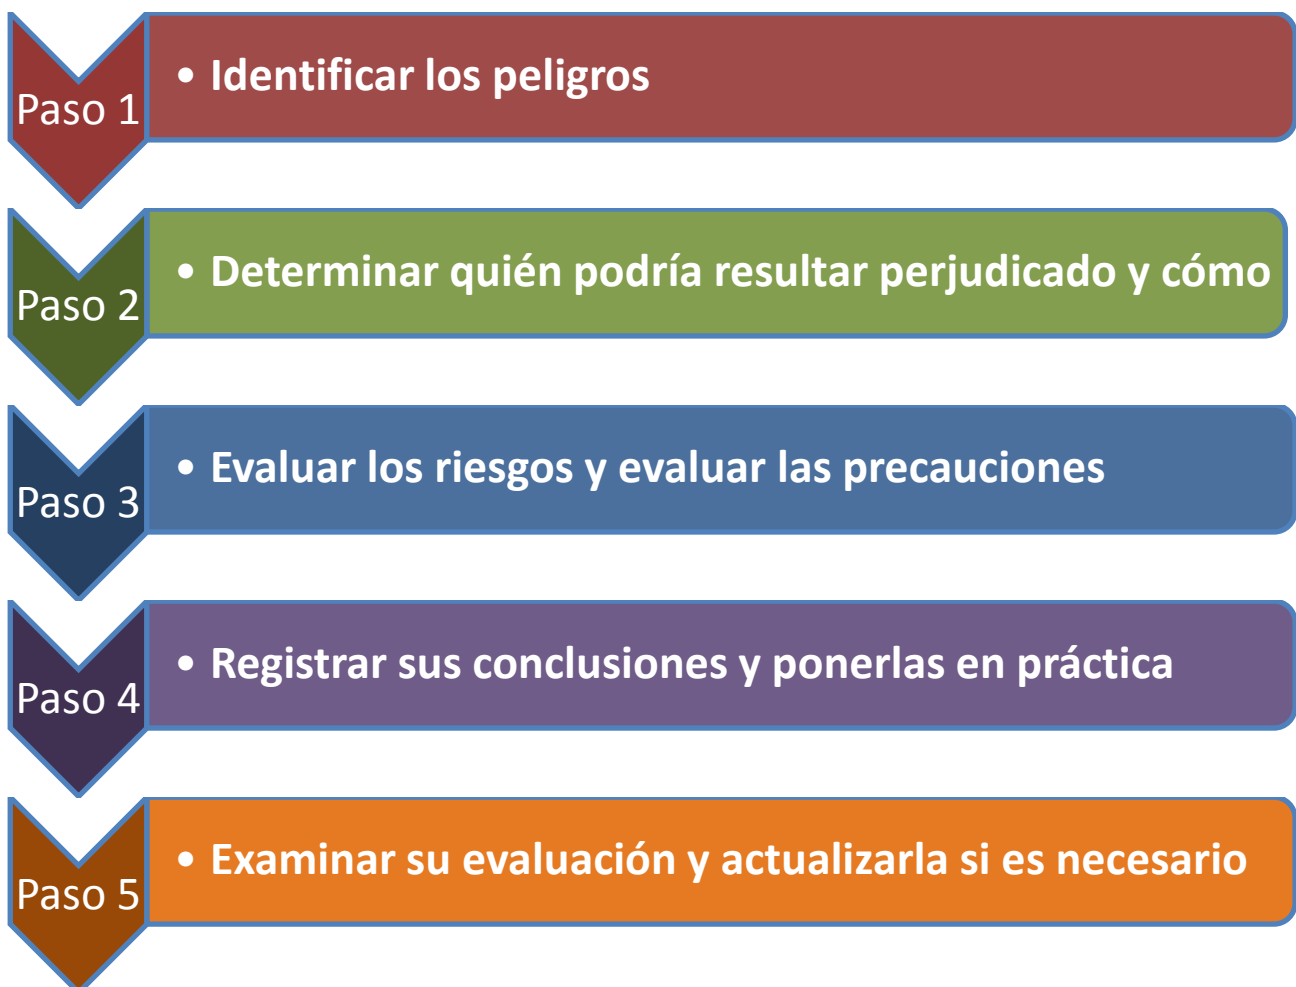 Paso 1
• Identificar los peligros
Paso 2
• Determinar quién podría resultar perjudicado y cómo
Paso 3
• Evaluar los riesgos y evaluar las precauciones
Paso 4
• Registrar sus conclusiones y ponerlas en práctica
Paso 5
• Examinar su evaluación y actualizarla si es necesario